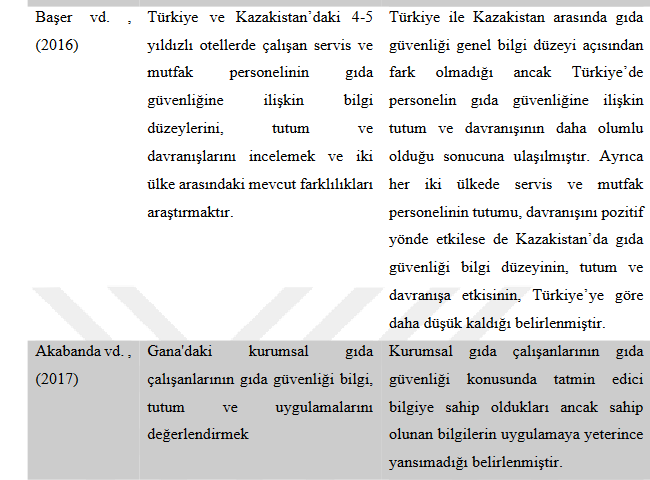 Başer vd. ,
(2016)
Türkiye ve Kazakistan’daki 4-5
yıldızlı otellerde çalışan servis ve
mutfak personelinin gıda
güvenliğine ilişkin bilgi
düzeylerini, tutum ve
davranışlarını incelemek ve iki
ülke arasındaki mevcut farklılıkları
araştırmaktır.
Türkiye ile Kazakistan arasında gıda
güvenliği genel bilgi düzeyi açısından
fark olmadığı ancak Türkiye’de
personelin gıda güvenliğine ilişkin
tutum ve davranışının daha olumlu
olduğu sonucuna ulaşılmıştır. Ayrıca
her iki ülkede servis ve mutfak
personelinin tutumu, davranışını pozitif
yönde etkilese de Kazakistan’da gıda
güvenliği bilgi düzeyinin, tutum ve
davranışa etkisinin, Türkiye’ye göre
daha düşük kaldığı belirlenmiştir.
Akabanda vd. ,
(2017)
Gana'daki kurumsal gıda
çalışanlarının gıda güvenliği bilgi,
tutum ve uygulamalarını
değerlendirmek
Kurumsal gıda çalışanlarının gıda
güvenliği konusunda tatmin edici
bilgiye sahip oldukları ancak sahip
olunan bilgilerin uygulamaya yeterince
yansımadığı belirlenmiştir.